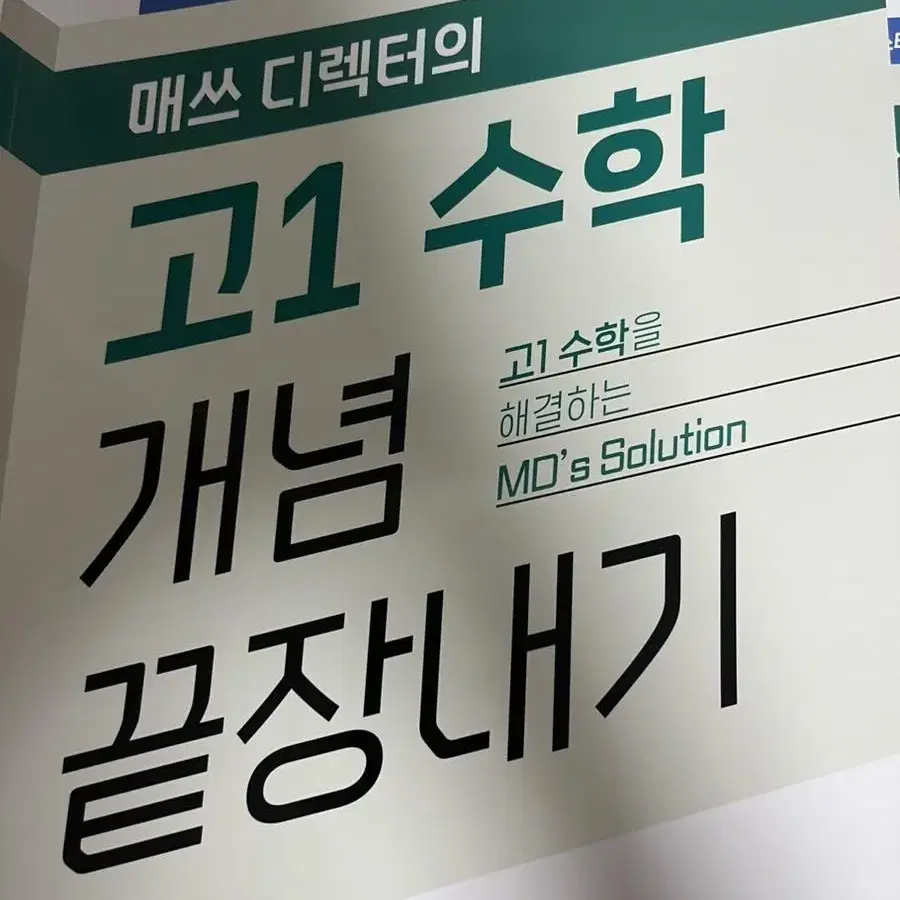 매쓰 디렉터의
고1 수학
개념
끝장내기
고1 수학을
해결하는
MD's Solution